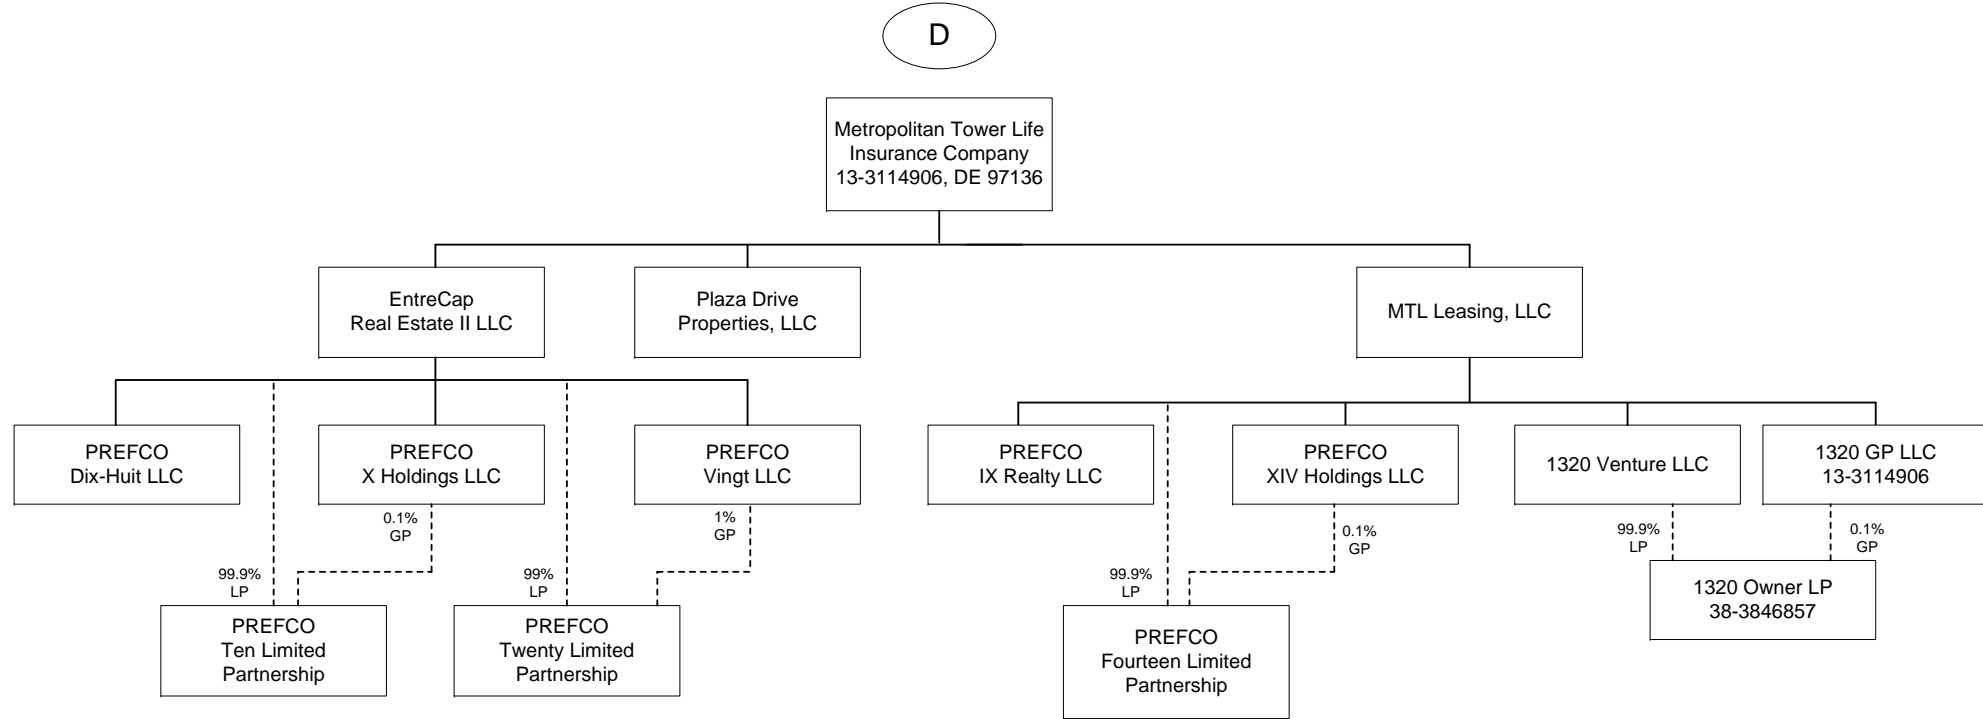 D
Metropolitan Tower Life
Insurance Company
13-3114906, DE 97136
EntreCap
Real Estate II LLC
Plaza Drive
Properties, LLC
MTL Leasing, LLC
PREFCO
Dix-Huit LLC
PREFCO
X Holdings LLC
PREFCO
Vingt LLC
PREFCO
IX Realty LLC
PREFCO
XIV Holdings LLC
1320 Venture LLC
1320 GP LLC
13-3114906
0.1%
GP
1%
GP
0.1%
GP
99.9%
LP
0.1%
GP
99.9%
LP
99%
LP
99.9%
LP
PREFCO
Ten Limited
Partnership
PREFCO
Twenty Limited
Partnership
PREFCO
Fourteen Limited
Partnership
1320 Owner LP
38-3846857